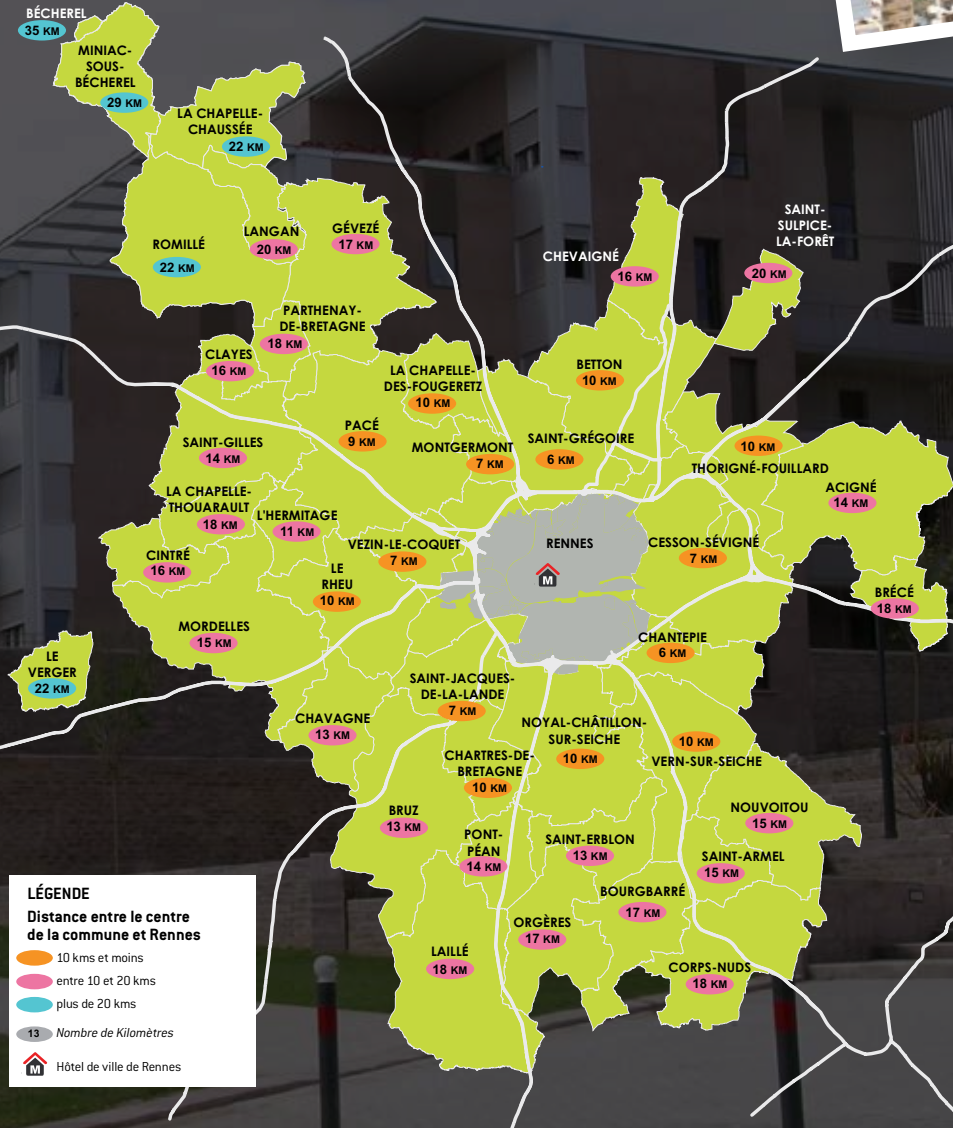 BÉCHEREL
35 KM
MINIAC-
SOUS-
BÉCHEREL
29 KM
LA CHAPELLE-
CHAUSSÉE
22 KM
ROMILLÉ
22 KM
LANGAN
20 KM
GÉVEZÉ
17 KM
CHEVAIGNÉ
16 KM
SAINT-
SULPICE-
LA-FORÊT
20 KM
PARTHENAY-
DE-BRETAGNE
18 KM
CLAYES
16 KM
LA CHAPELLE-
DES-FOUGERETZ
10 KM
BETTON
10 KM
PACÉ
9 KM
MONTGERMONT
7 KM
SAINT-GRÉGOIRE
6 KM
SAINT-GILLES
14 KM
10 KM
THORIGNÉ-FOUILLARD
ACIGNÉ
14 KM
LA CHAPELLE-
THOUARAULT
18 KM
L'HERMITAGE
11 KM
CINTRÉ
16 KM
VEZIN-LE-COQUET
7 KM
RENNES
M
CESSON-SÉVIGNÉ
7 KM
LE
RHEU
10 KM
BRÉCÉ
18 KM
MORDELLES
15 KM
CHANTEPIE
6 KM
LE
VERGER
22 KM
SAINT-JACQUES-
DE-LA-LANDE
7 KM
CHAVAGNE
13 KM
NOYAL-CHÂTILLON-
SUR-SEICHE
10 KM
10 KM
VERN-SUR-SEICHE
CHARTRES-DE-
BRETAGNE
10 KM
BRUZ
13 KM
NOUVOITOU
15 KM
PONT-
PÉAN
14 KM
SAINT-ERBLON
13 KM
SAINT-ARMEL
15 KM
BOURGBARRÉ
17 KM
ORGÈRES
17 KM
LAILLÉ
18 KM
CORPS-NUDS
18 KM
LÉGENDE
Distance entre le centre
de la commune et Rennes
10 kms et moins
entre 10 et 20 kms
plus de 20 kms
13 Nombre de Kilomètres
M Hôtel de ville de Rennes